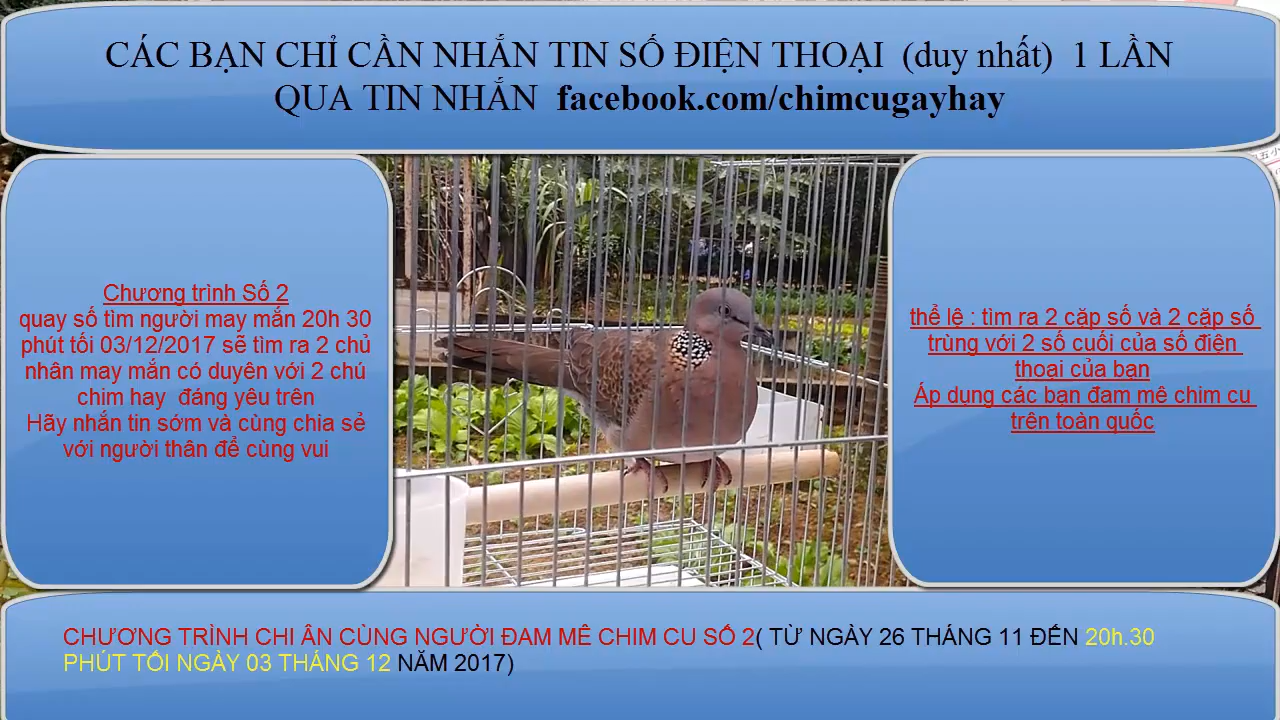 CÁC BẠN CHỈ CẦN NHẮN TIN SỐ ĐIỆN THOẠI (duy nhất) 1 LẦN
QUA TIN NHẮN facebook.com/chimcugayhay
Chương trình Số 2
quay số tìm người may mắn 20h 30
phút tối 03/12/2017 sẽ tìm ra 2 chủ
nhân may mắn có duyên với 2 chú
chim hay đáng yêu trên
Hãy nhắn tin sớm và cùng chia sẻ
với người thân để cùng vui
thể lệ : tìm ra 2 cặp số và 2 cặp số
trùng với 2 số cuối của số điện
thoại của bạn
Áp dụng các bạn đam mê chim cu
trên toàn quốc
CHƯƠNG TRÌNH CHI ÂN CÙNG NGƯỜI ĐAM MÊ CHIM CU SỐ 2( TỪ NGÀY 26 THÁNG 11 ĐẾN 20h.30
PHÚT TỐI NGÀY 03 THÁNG 12 NĂM 2017)